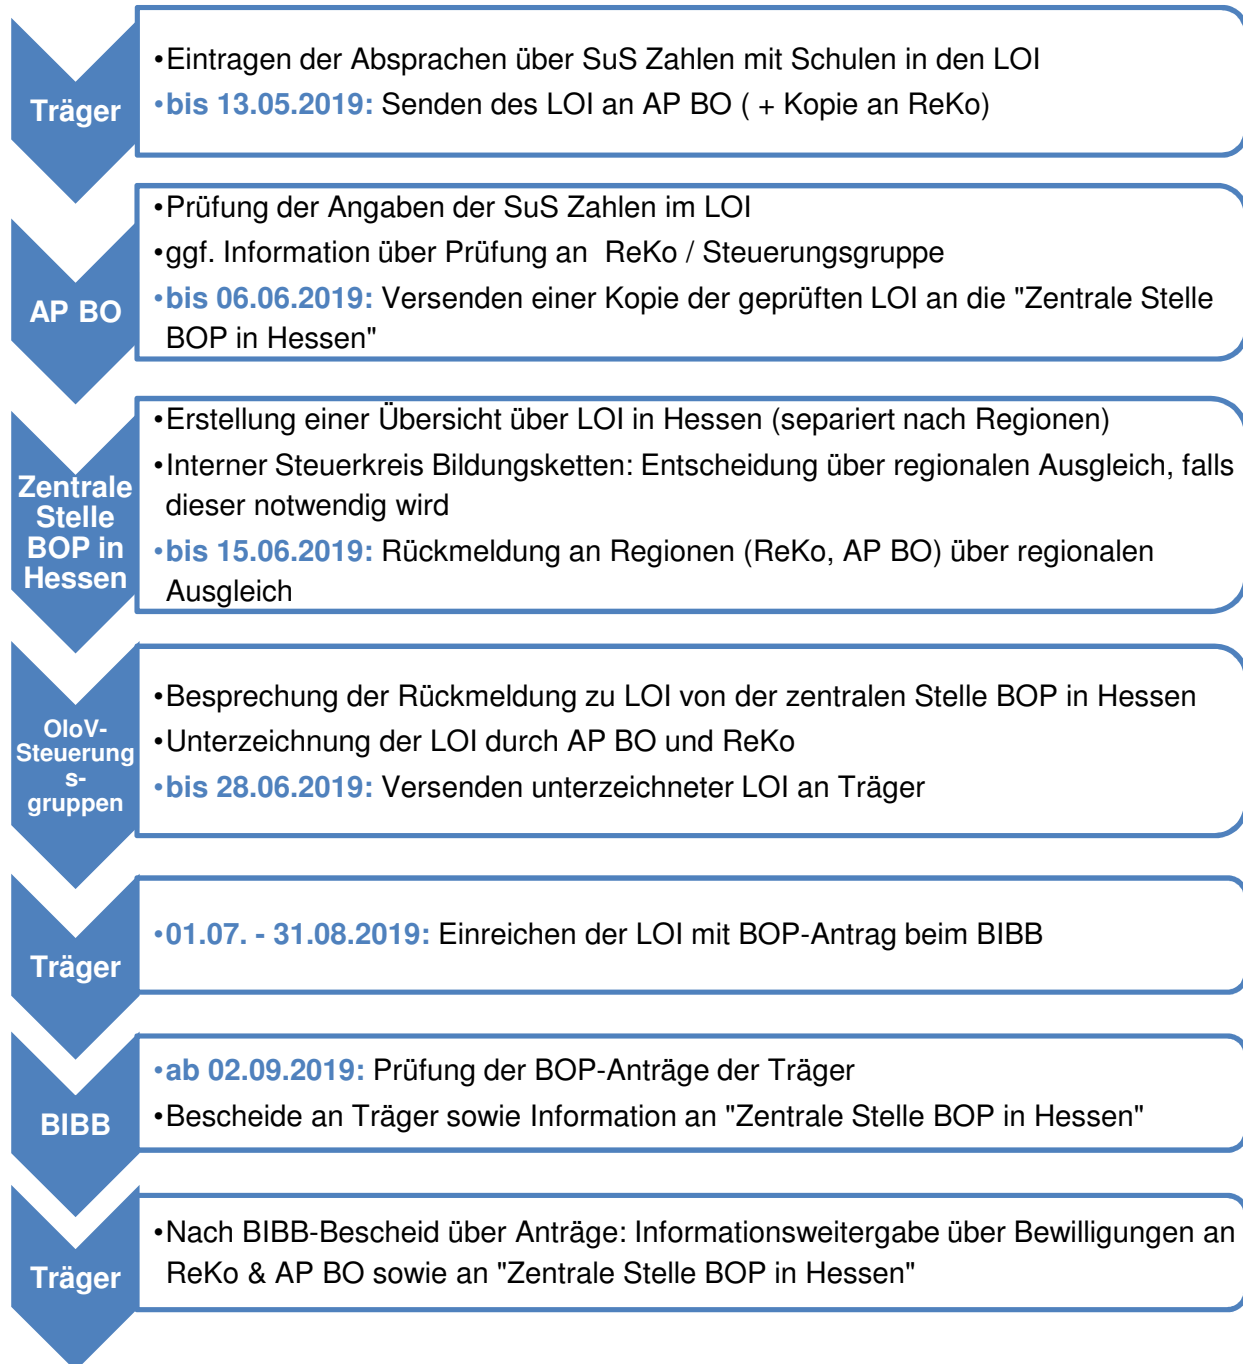 Träger
•Eintragen der Absprachen über SuS Zahlen mit Schulen in den LOI
•bis 13.05.2019: Senden des LOI an AP BO ( + Kopie an ReKo)
AP BO
•Prüfung der Angaben der SuS Zahlen im LOI
•ggf. Information über Prüfung an ReKo / Steuerungsgruppe
•bis 06.06.2019: Versenden einer Kopie der geprüften LOI an die "Zentrale Stelle
BOP in Hessen"
Zentrale
Stelle
BOP in
Hessen
•Erstellung einer Übersicht über LOI in Hessen (separiert nach Regionen)
•Interner Steuerkreis Bildungsketten: Entscheidung über regionalen Ausgleich, falls
dieser notwendig wird
•bis 15.06.2019: Rückmeldung an Regionen (ReKo, AP BO) über regionalen
Ausgleich
OloV-
Steuerung
s-
gruppen
•Besprechung der Rückmeldung zu LOI von der zentralen Stelle BOP in Hessen
•Unterzeichnung der LOI durch AP BO und ReKo
•bis 28.06.2019: Versenden unterzeichneter LOI an Träger
Träger
•01.07. - 31.08.2019: Einreichen der LOI mit BOP-Antrag beim BIBB
BIBB
•ab 02.09.2019: Prüfung der BOP-Anträge der Träger
•Bescheide an Träger sowie Information an "Zentrale Stelle BOP in Hessen"
Träger
•Nach BIBB-Bescheid über Anträge: Informationsweitergabe über Bewilligungen an
ReKo & AP BO sowie an "Zentrale Stelle BOP in Hessen"